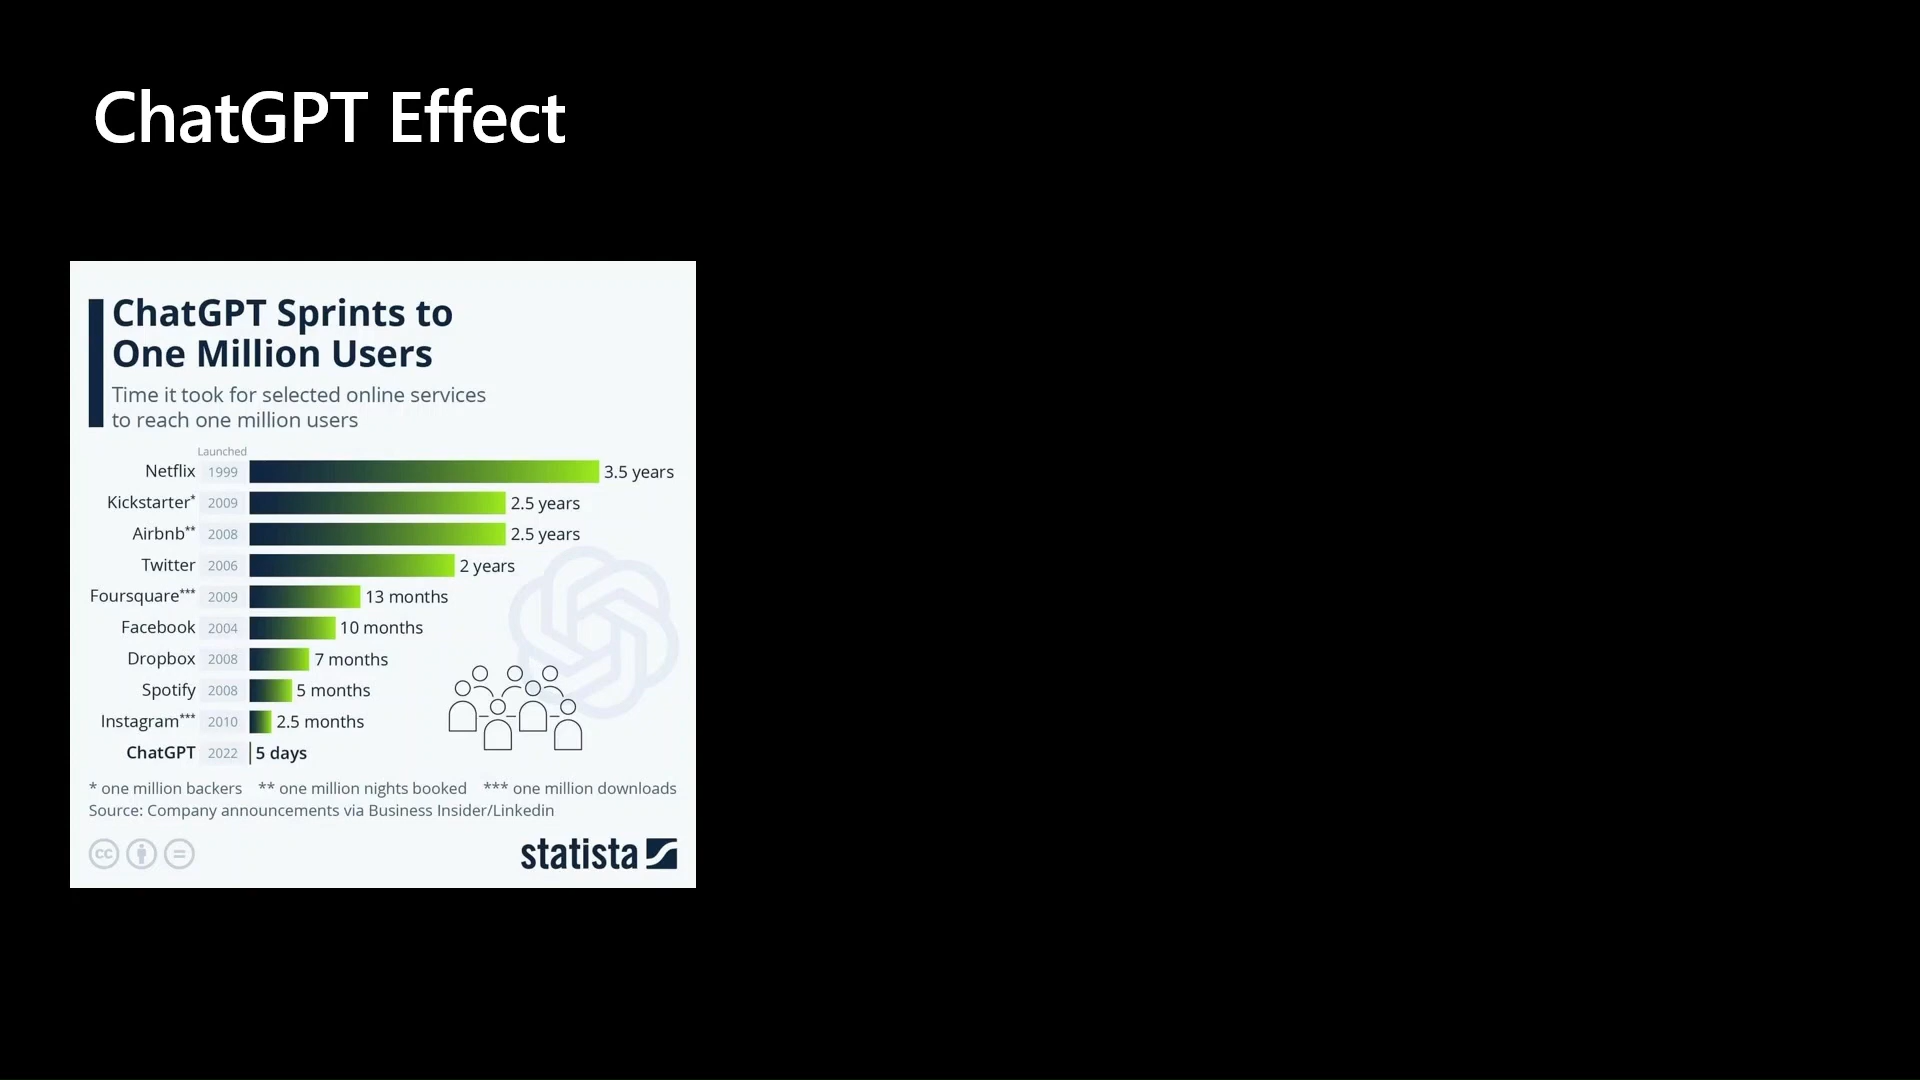 ChatGPT Effect
ChatGPT Sprints to
One Million Users
Time it took for selected online services
to reach one million users
Launched
Netflix 1999 3.5 years
Kickstarter* 2009 2.5 years
Airbnb** 2008 2.5 years
Twitter 2006 2 years
Foursquare*** 2009 13 months
Facebook 2004 10 months
Dropbox 2008 7 months
Spotify 2008 5 months
Instagram*** 2010 2.5 months
ChatGPT 2022 5 days
* one million backers ** one million nights booked *** one million downloads
Source: Company announcements via Business Insider/Linkedin
cc
statista